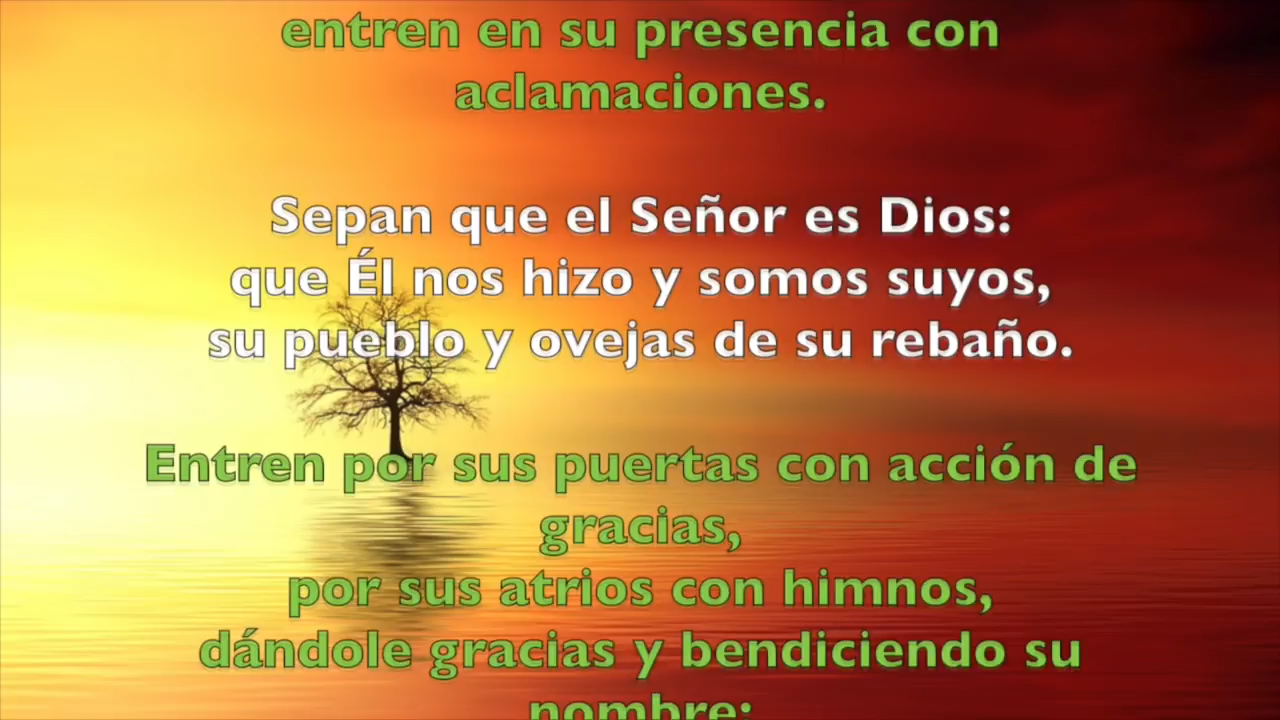 entren en su presencia con
aclamaciones.
Sepan que el Señor es Dios:
que Él nos hizo y somos suyos,
su pueblo y ovejas de su rebaño.
Entren por sus puertas con acción de
gracias,
por sus atrios con himnos,
dándole gracias y bendiciendo su
nombre: